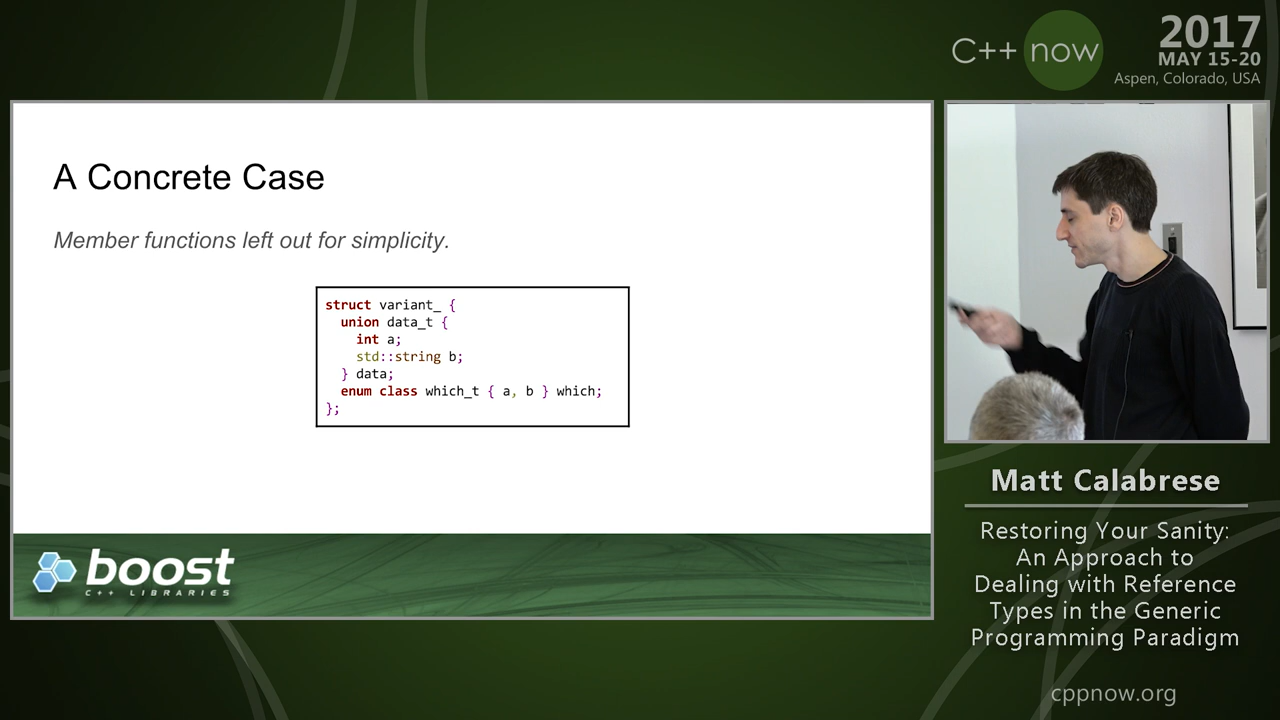 C++ now
2017
MAY 15-20
Aspen, Colorado, USA
A Concrete Case
Member functions left out for simplicity.
struct variant_ {
  union data_t {
    int a;
    std::string b;
  } data;
  enum class which_t { a, b } which;
};
boost
C++ LIBRARIES
Matt Calabrese
Restoring Your Sanity:
An Approach to
Dealing with Reference
Types in the Generic
Programming Paradigm
cppnow.org